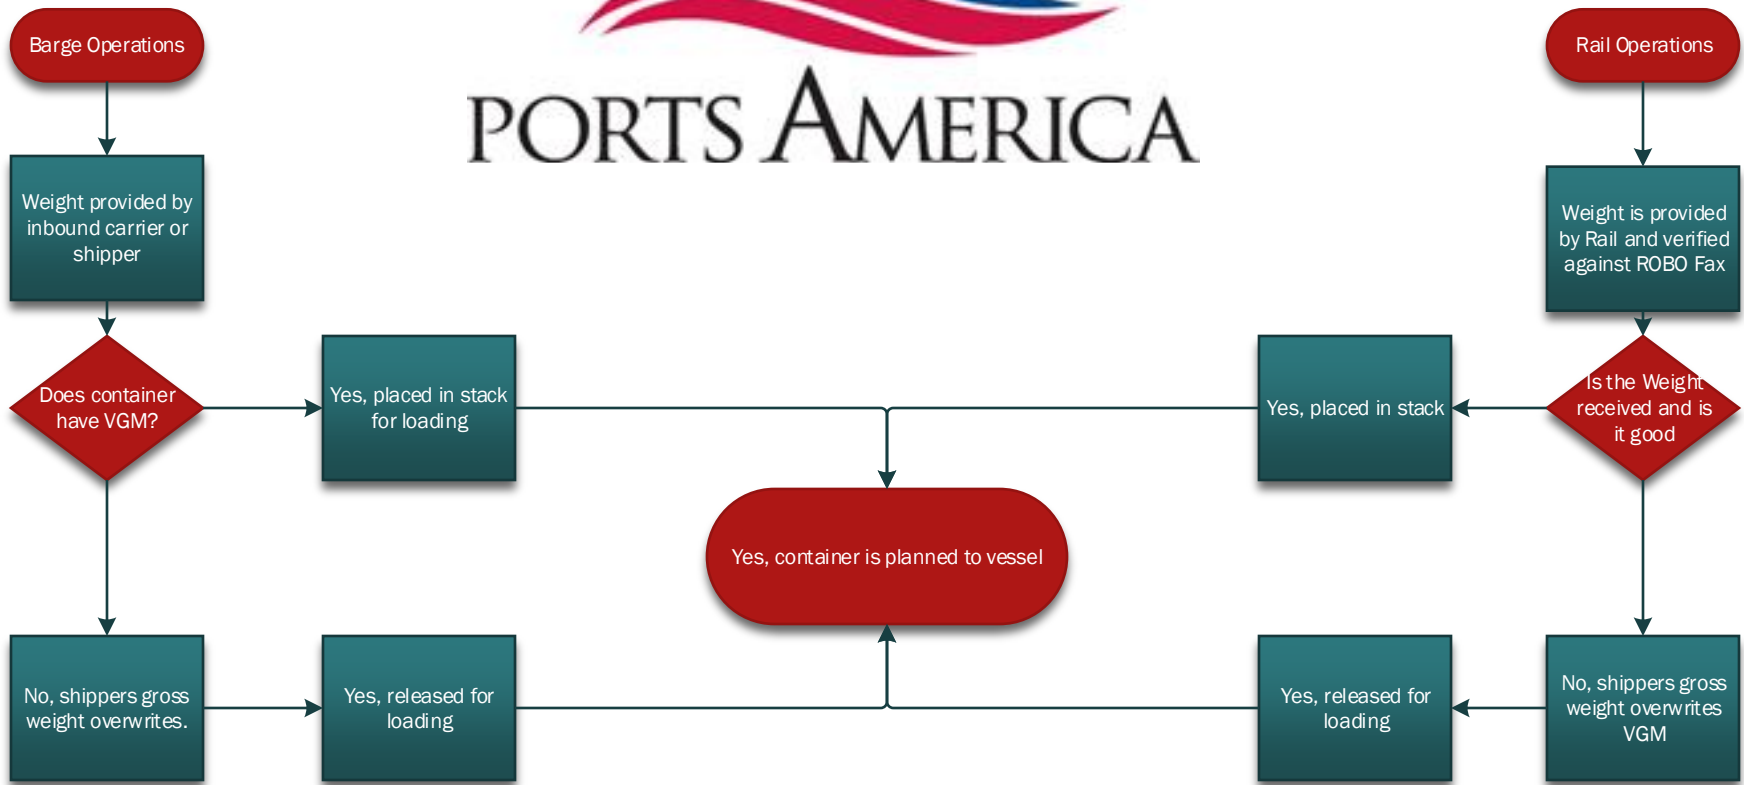 Barge Operations
PORTS AMERICA
Rail Operations
Weight provided by
inbound carrier or
shipper
Weight is provided
by Rail and verified
against ROBO Fax
Does container
have VGM?
Yes, placed in stack
for loading
Yes, placed in stack
Is the Weight
received and is
it good
Yes, container is planned to vessel
No, shippers gross
weight overwrites.
Yes, released for
loading
Yes, released for
loading
No, shippers gross
weight overwrites
VGM